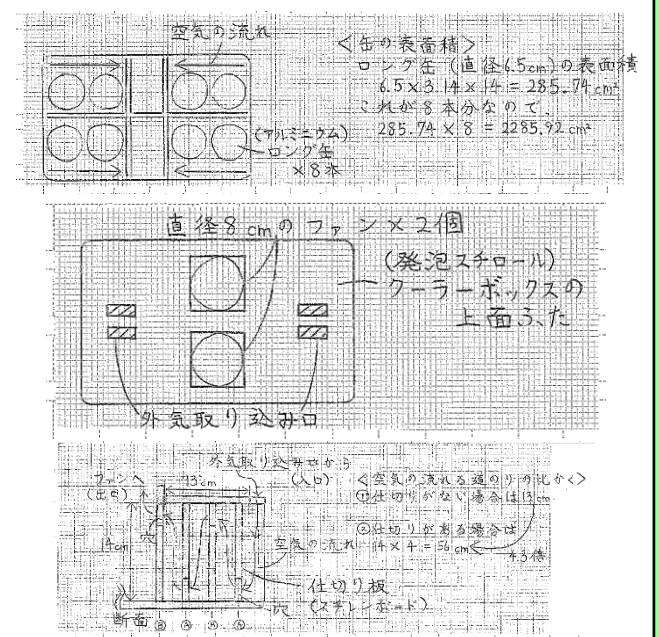 空気の流れ
<缶の表面積>
ロング缶(直径6.5cm)の表面積
6.5×3.14×14=285.74cm²
これが8本分なので、
285.74×8=2285.92cm²
(アルミニウム)
ロング缶
×8本
直径8cmのファン×2個
(発泡スチロール)
クーラーボックスの
上面ふた
外気取り込み口
外気取り込み口から
(入口)
ファンへ
(出口)
13cm
穴
14cm
<空気の流れる道のりの比かく>
①仕切りがない場合は13cm
②仕切りが有る場合は
14×4=56cm
4.3倍
空気の流れ
仕切り板
(スチレンボード)
穴
断面